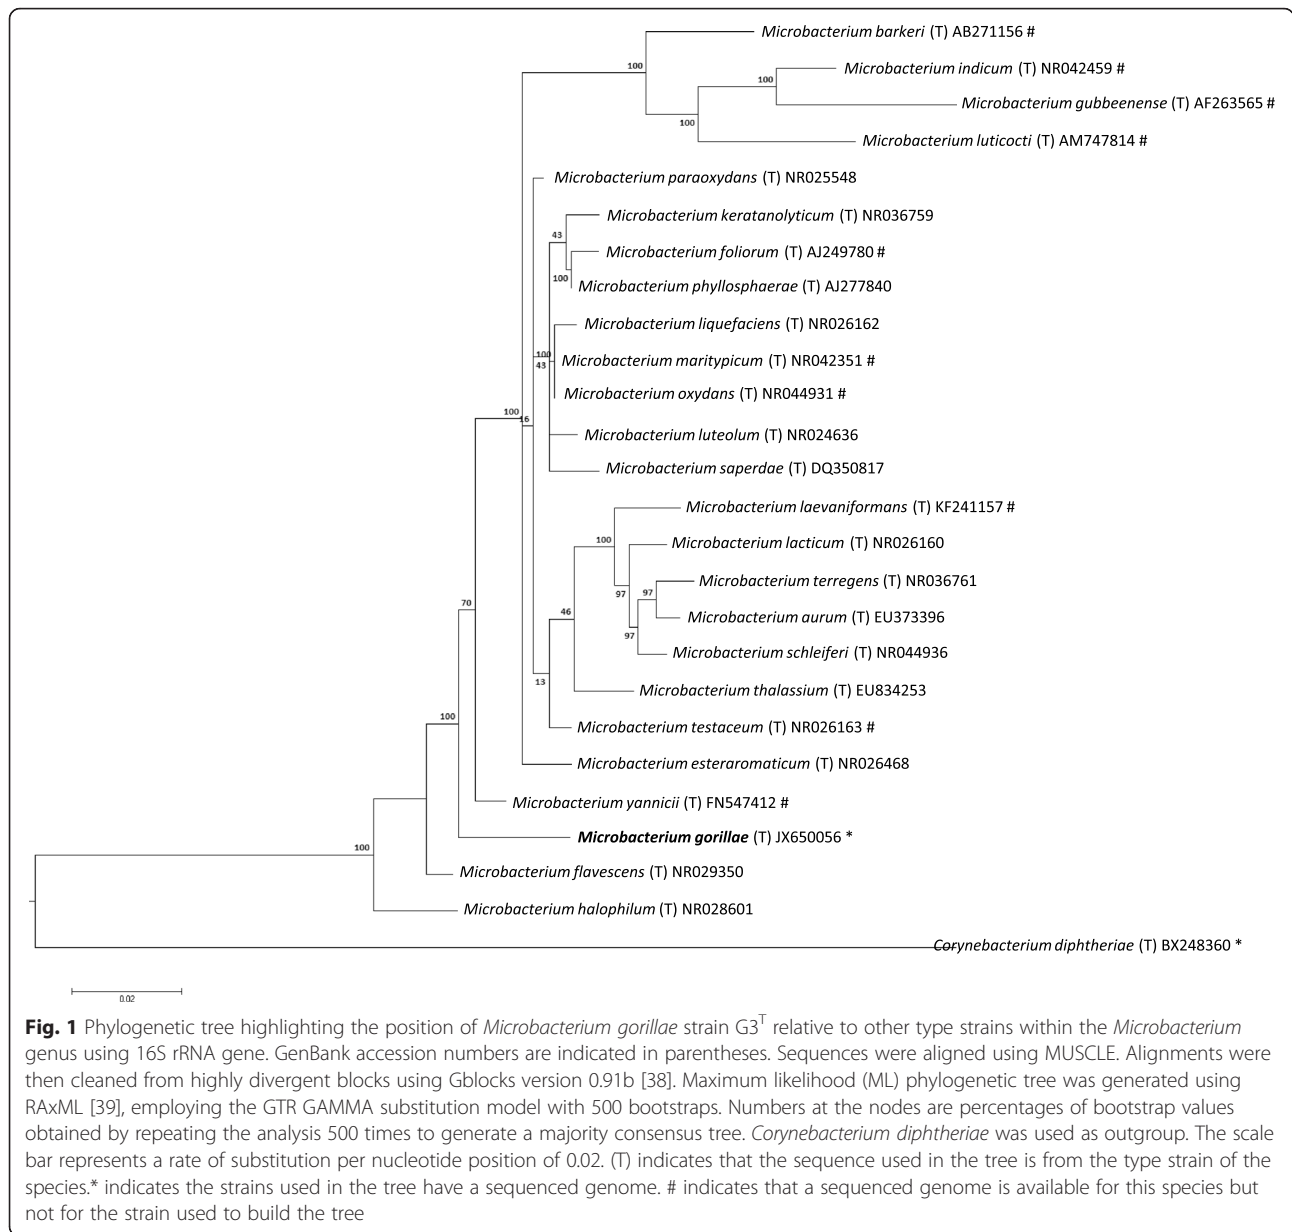 Microbacterium barkeri (T) AB271156 #
100
Microbacterium indicum (T) NR042459 #
100
Microbacterium gubbeenense (T) AF263565 #
100
Microbacterium luticocti (T) AM747814 #
Microbacterium paraoxydans (T) NR025548
Microbacterium keratanolyticum (T) NR036759
43
Microbacterium foliorum (T) AJ249780 #
100
Microbacterium phyllosphaerae (T) AJ277840
Microbacterium liquefaciens (T) NR026162
100
Microbacterium maritypicum (T) NR042351 #
43
Microbacterium oxydans (T) NR044931 #
100
16
Microbacterium luteolum (T) NR024636
Microbacterium saperdae (T) DQ350817
Microbacterium laevaniformans (T) KF241157 #
100
Microbacterium lacticum (T) NR026160
Microbacterium terregens (T) NR036761
97
97
70
46
Microbacterium aurum (T) EU373396
97
Microbacterium schleiferi (T) NR044936
13
Microbacterium thalassium (T) EU834253
100
Microbacterium testaceum (T) NR026163 #
Microbacterium esteraromaticum (T) NR026468
Microbacterium yannicii (T) FN547412 #
Microbacterium gorillae (T) JX650056 *
100
Microbacterium flavescens (T) NR029350
Microbacterium halophilum (T) NR028601
Corynebacterium diphtheriae (T) BX248360 *
0.02
Fig. 1 Phylogenetic tree highlighting the position of Microbacterium gorillae strain G3T relative to other type strains within the Microbacterium
genus using 16S rRNA gene. GenBank accession numbers are indicated in parentheses. Sequences were aligned using MUSCLE. Alignments were
then cleaned from highly divergent blocks using Gblocks version 0.91b [38]. Maximum likelihood (ML) phylogenetic tree was generated using
RAxML [39], employing the GTR GAMMA substitution model with 500 bootstraps. Numbers at the nodes are percentages of bootstrap values
obtained by repeating the analysis 500 times to generate a majority consensus tree. Corynebacterium diphtheriae was used as outgroup. The scale
bar represents a rate of substitution per nucleotide position of 0.02. (T) indicates that the sequence used in the tree is from the type strain of the
species.* indicates the strains used in the tree have a sequenced genome. # indicates that a sequenced genome is available for this species but
not for the strain used to build the tree